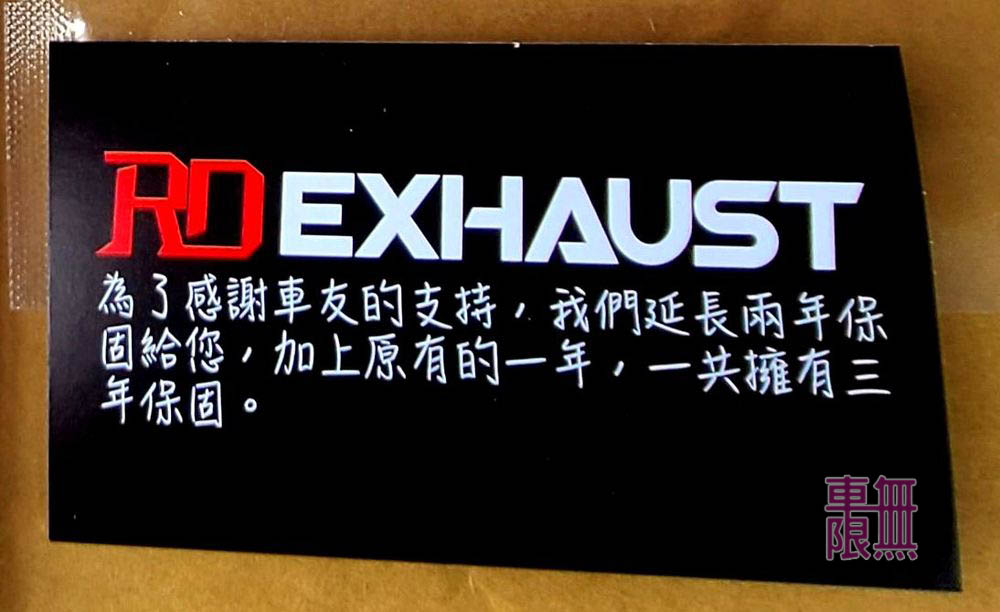 RD EXHAUST
為了感謝車友的支持，我們延長兩年保
固給您，加上原有的一年，一共擁有三
年保固。
無限車